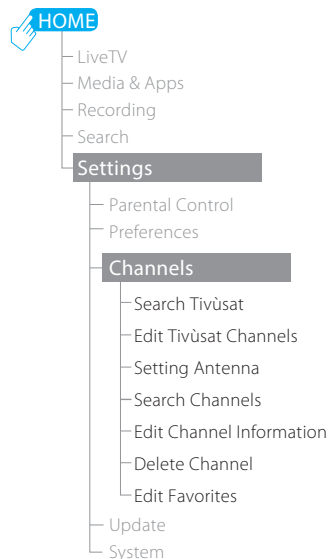 HOME
LiveTV
Media & Apps
Recording
Search
Settings
Parental Control
Preferences
Channels
Search Tivùsat
Edit Tivùsat Channels
Setting Antenna
Search Channels
Edit Channel Information
Delete Channel
Edit Favorites
Update
System